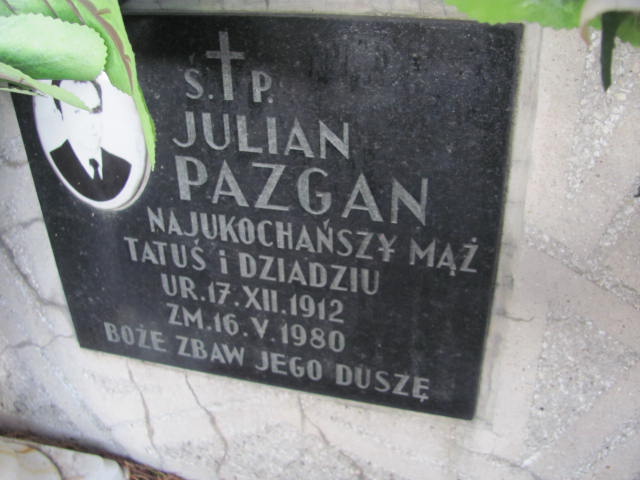 Ś. P.
JULIAN
PAZGAN
NAJUKOCHAŃSZY MĄŻ
TATUŚ i DZIADZIU
UR.17.XII.1912
ZM.16.V.1980
BOŻE ZBAW JEGO DUSZĘ